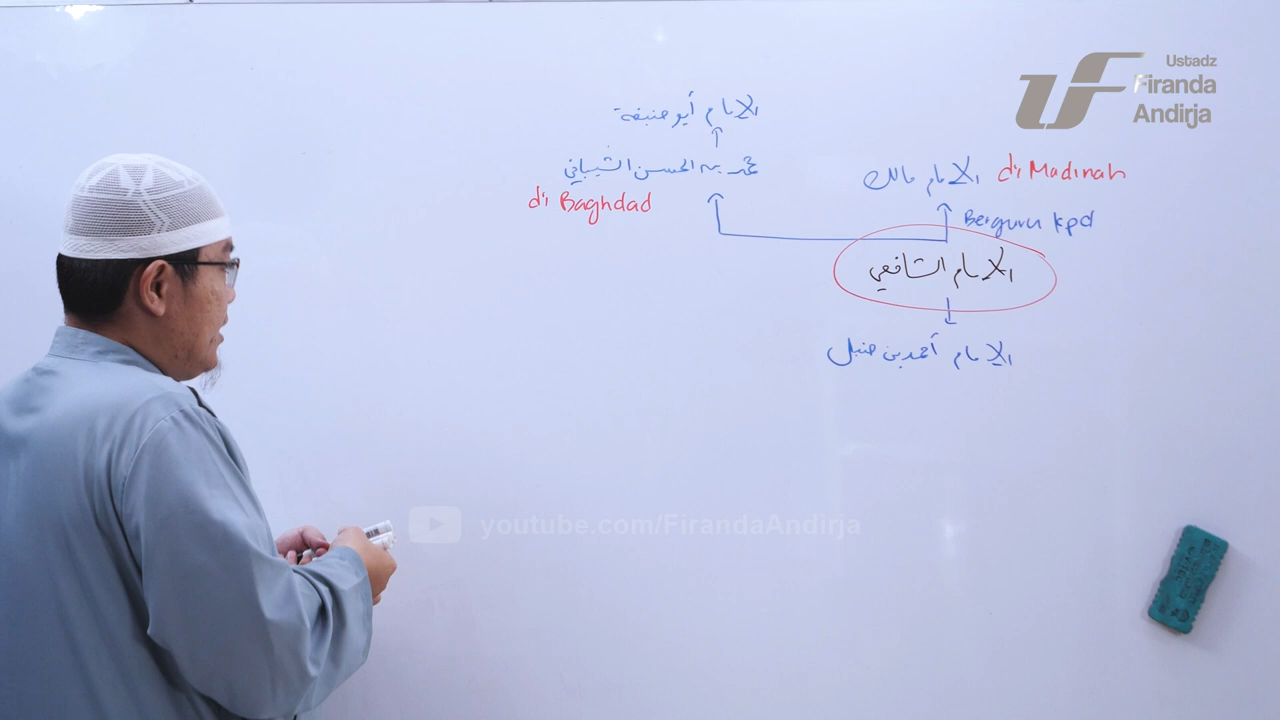 Ustadz
Firanda
Andirja
الإمام أبو حنيفة
محمد بن الحسن الشيباني
di Baghdad
الإمام مالك di Madinah
Berguru kpd
الإمام الشافعي
الإمام أحمد بن حنبل
youtube.com/FirandaAndirja